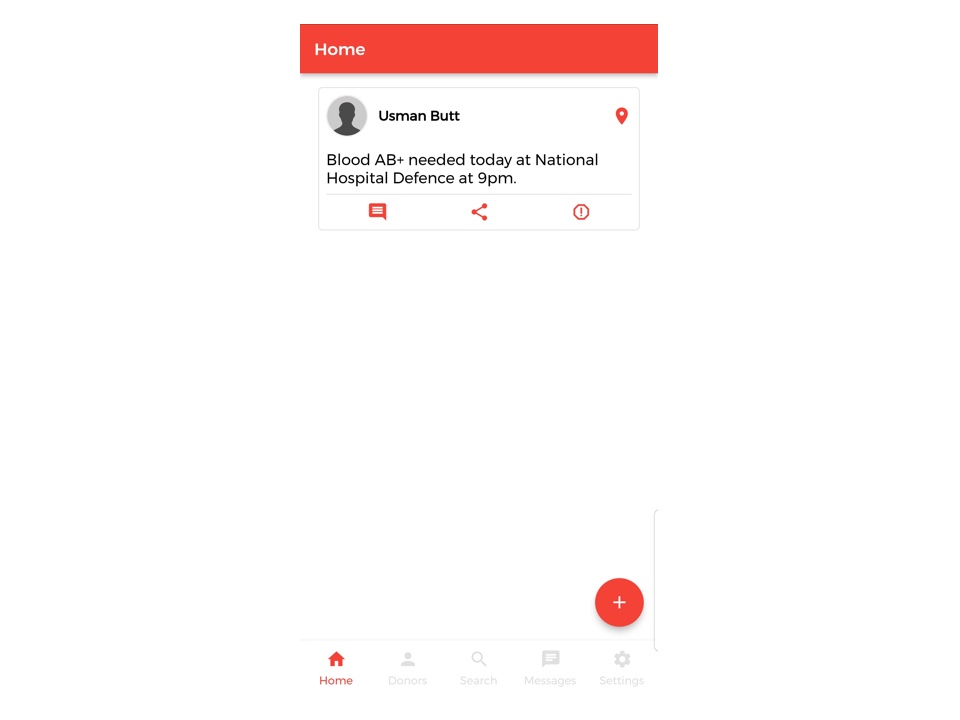 Home
Usman Butt
Blood AB+ needed today at National
Hospital Defence at 9pm.
Home
Donors
Search
Messages
Settings